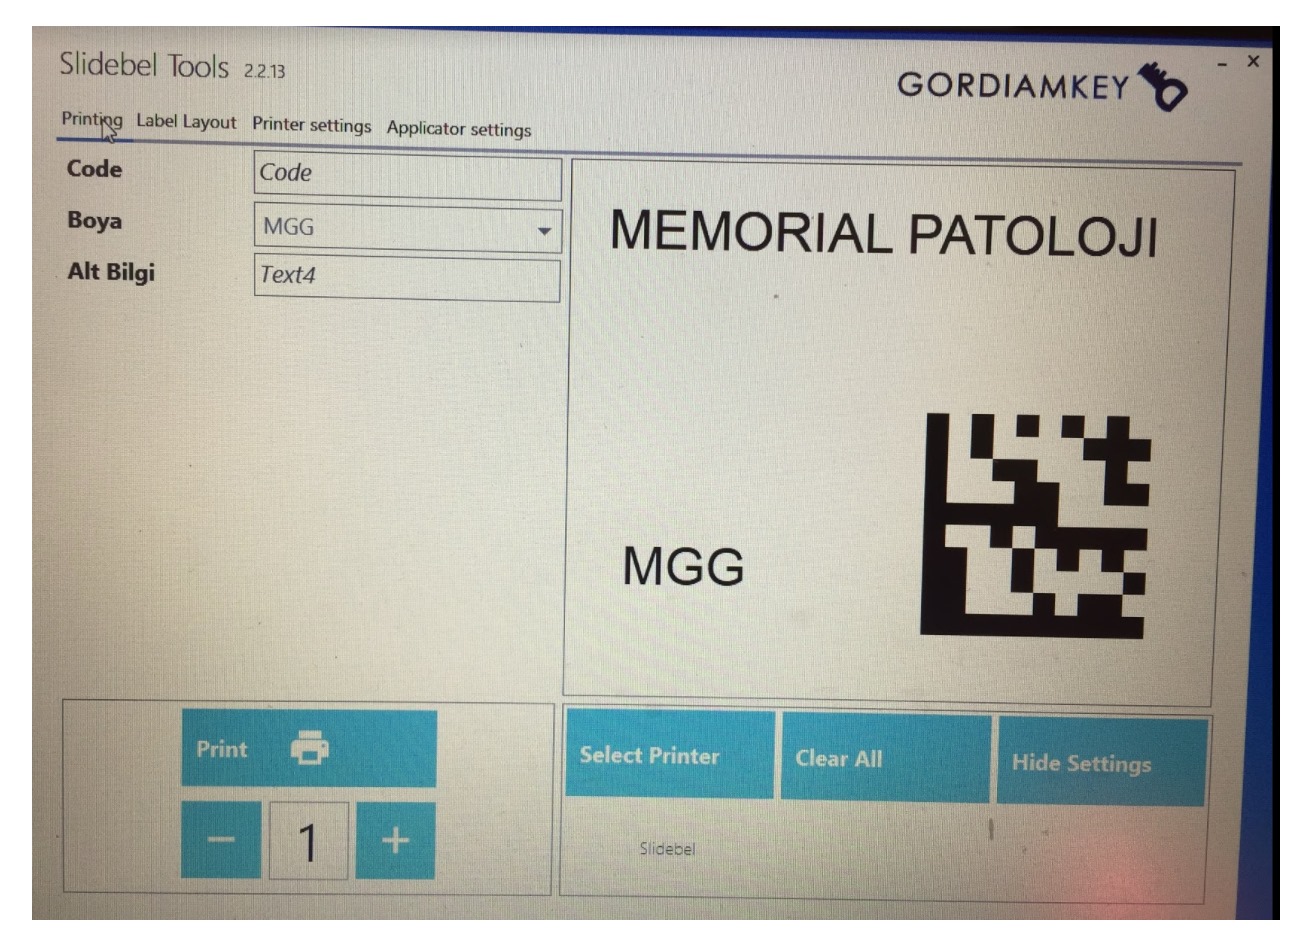 Slidebel Tools 2.2.13
GORDIAMKEY
Printing Label Layout Printer settings Applicator settings
Code Code
Boya MGG
Alt Bilgi Text4
MEMORIAL PATOLOJI
MGG
Print
1
Select Printer Clear All Hide Settings
Slidebel